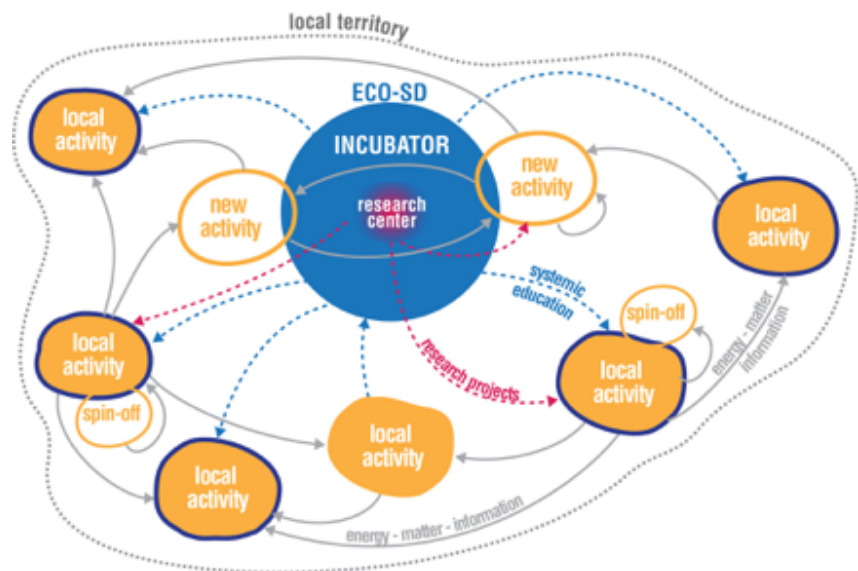 local territory
ECO-SD
INCUBATOR
research
center
local
activity
new
activity
new
activity
local
activity
systemic
education
spin-off
local
activity
energy - matter
information
research projects
local
activity
spin-off
local
activity
local
activity
energy - matter - information